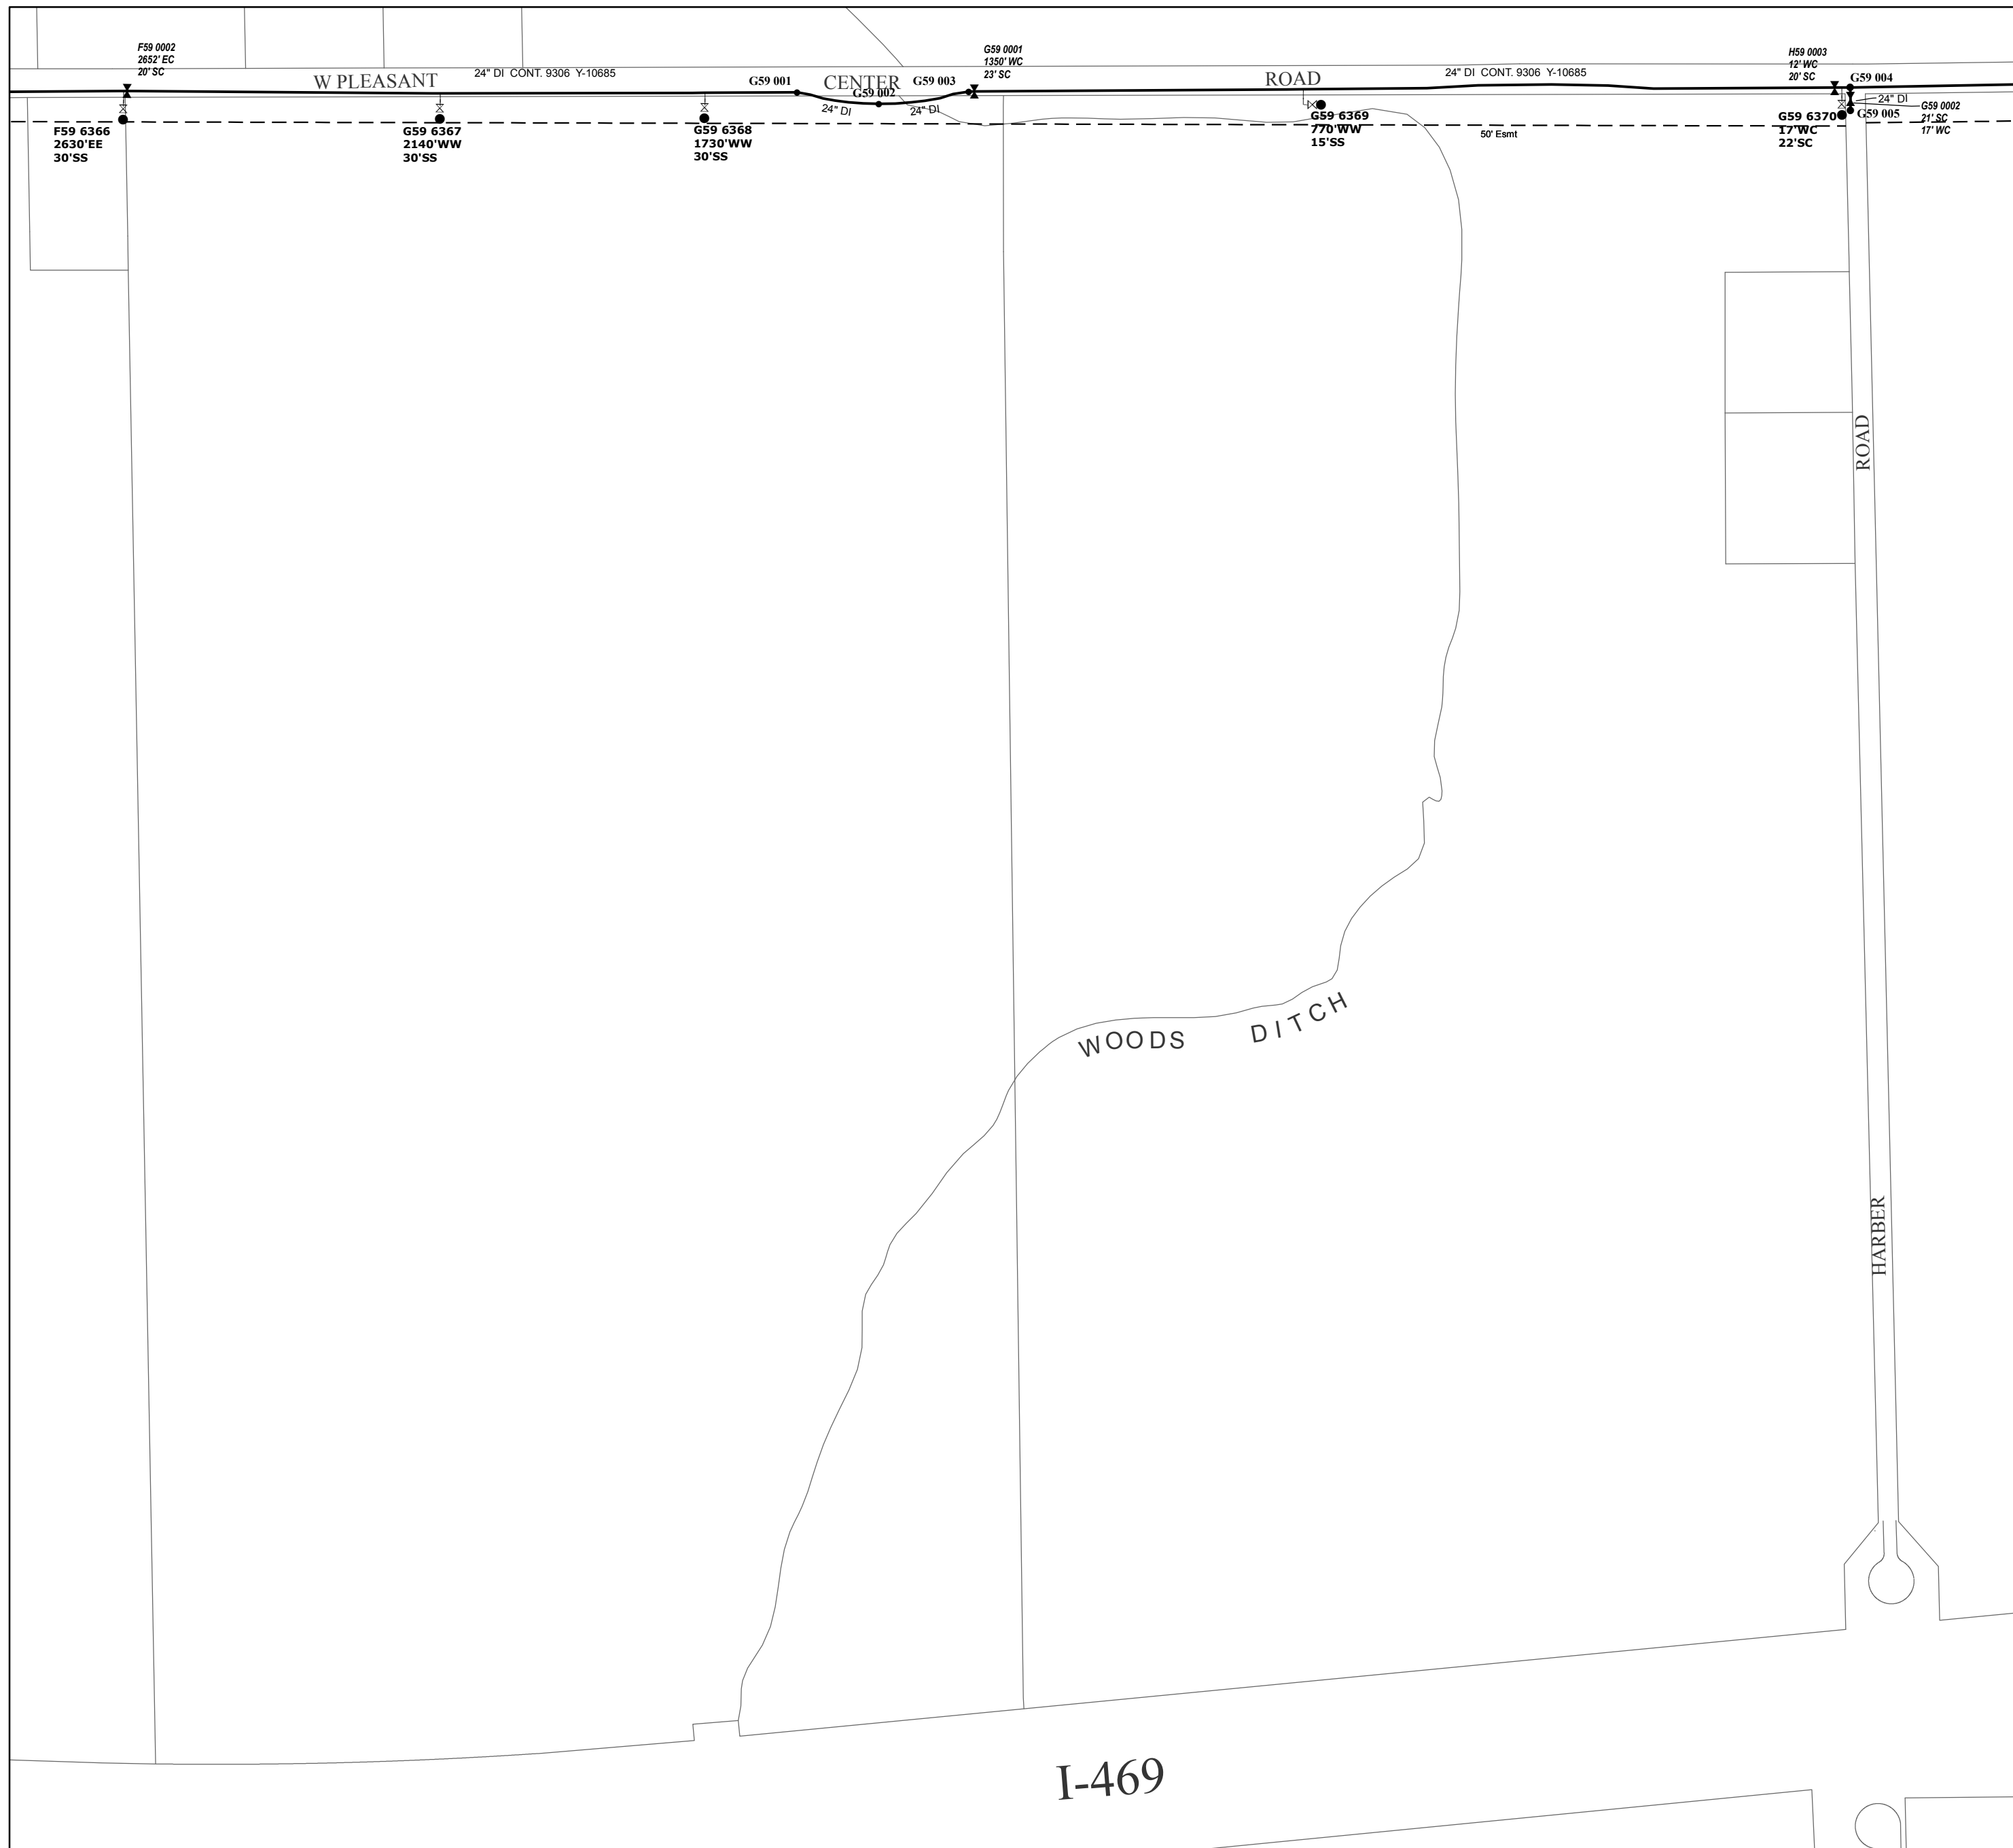 F59 0002
2652' EC
20' SC
G59 0001
1350' WC
23' SC
H59 0003
12' WC
20' SC
W PLEASANT
24" DI CONT. 9306 Y-10685
G59 001
CENTER
G59 003
ROAD
24" DI CONT. 9306 Y-10685
G59 004
G59 002
24" DI
24" DI
24" DI
G59 0002
21' SC
17' WC
G59 005
F59 6366
2630'EE
30'SS
G59 6367
2140'WW
30'SS
G59 6368
1730'WW
30'SS
G59 6369
770'WW
15'SS
50' Esmt
G59 6370
17'WC
22'SC
ROAD
WOODS DITCH
HARBER
I-469